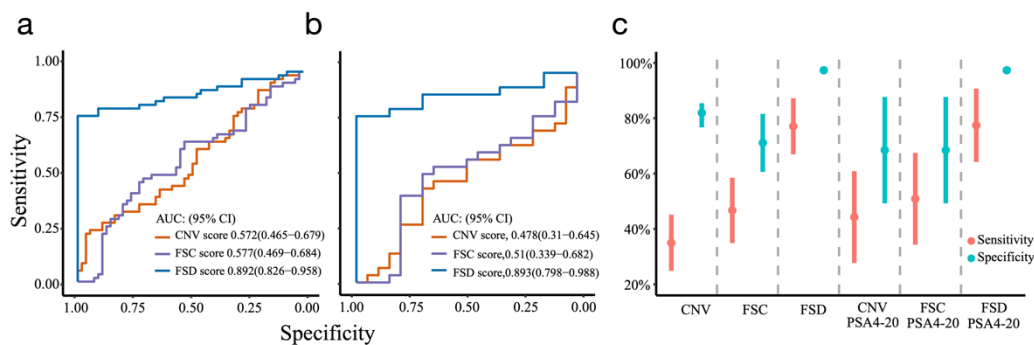 a
b
c
Sensitivity
1.00
0.75
0.50
0.25
0.00
AUC: (95% CI)
CNV score 0.572(0.465−0.679)
FSC score 0.577(0.469−0.684)
FSD score 0.892(0.826−0.958)
1.00 0.75 0.50 0.25 0.00
AUC: (95% CI)
CNV score, 0.478(0.31−0.645)
FSC score,0.51(0.339−0.682)
FSD score,0.893(0.798−0.988)
1.00 0.75 0.50 0.25 0.00
Specificity
100%
80%
60%
40%
20%
Sensitivity
Specificity
CNV FSC FSD CNV FSC FSD
PSA4-20 PSA4-20 PSA4-20